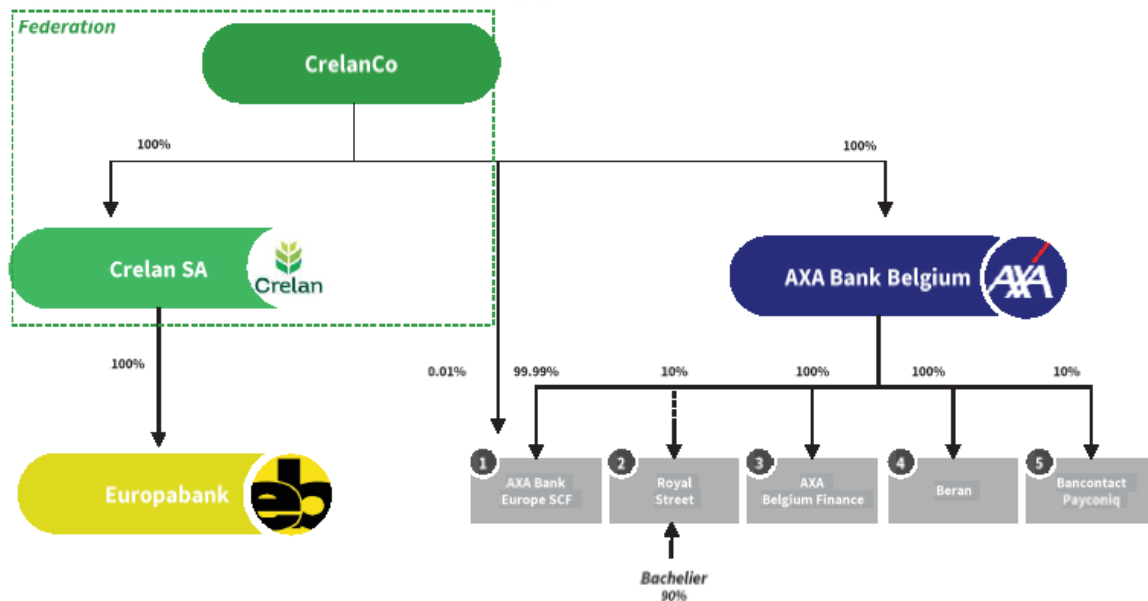 Federation
CrelanCo
100%
100%
Crelan SA
Crelan
AXA Bank Belgium
AXA
100%
0.01%
99.99%
10%
100%
100%
10%
Europabank
eb
1
AXA Bank
Europe SCF
2
Royal
Street
3
AXA
Belgium Finance
4
Beran
5
Bancontact
Payconiq
Bachelier
90%